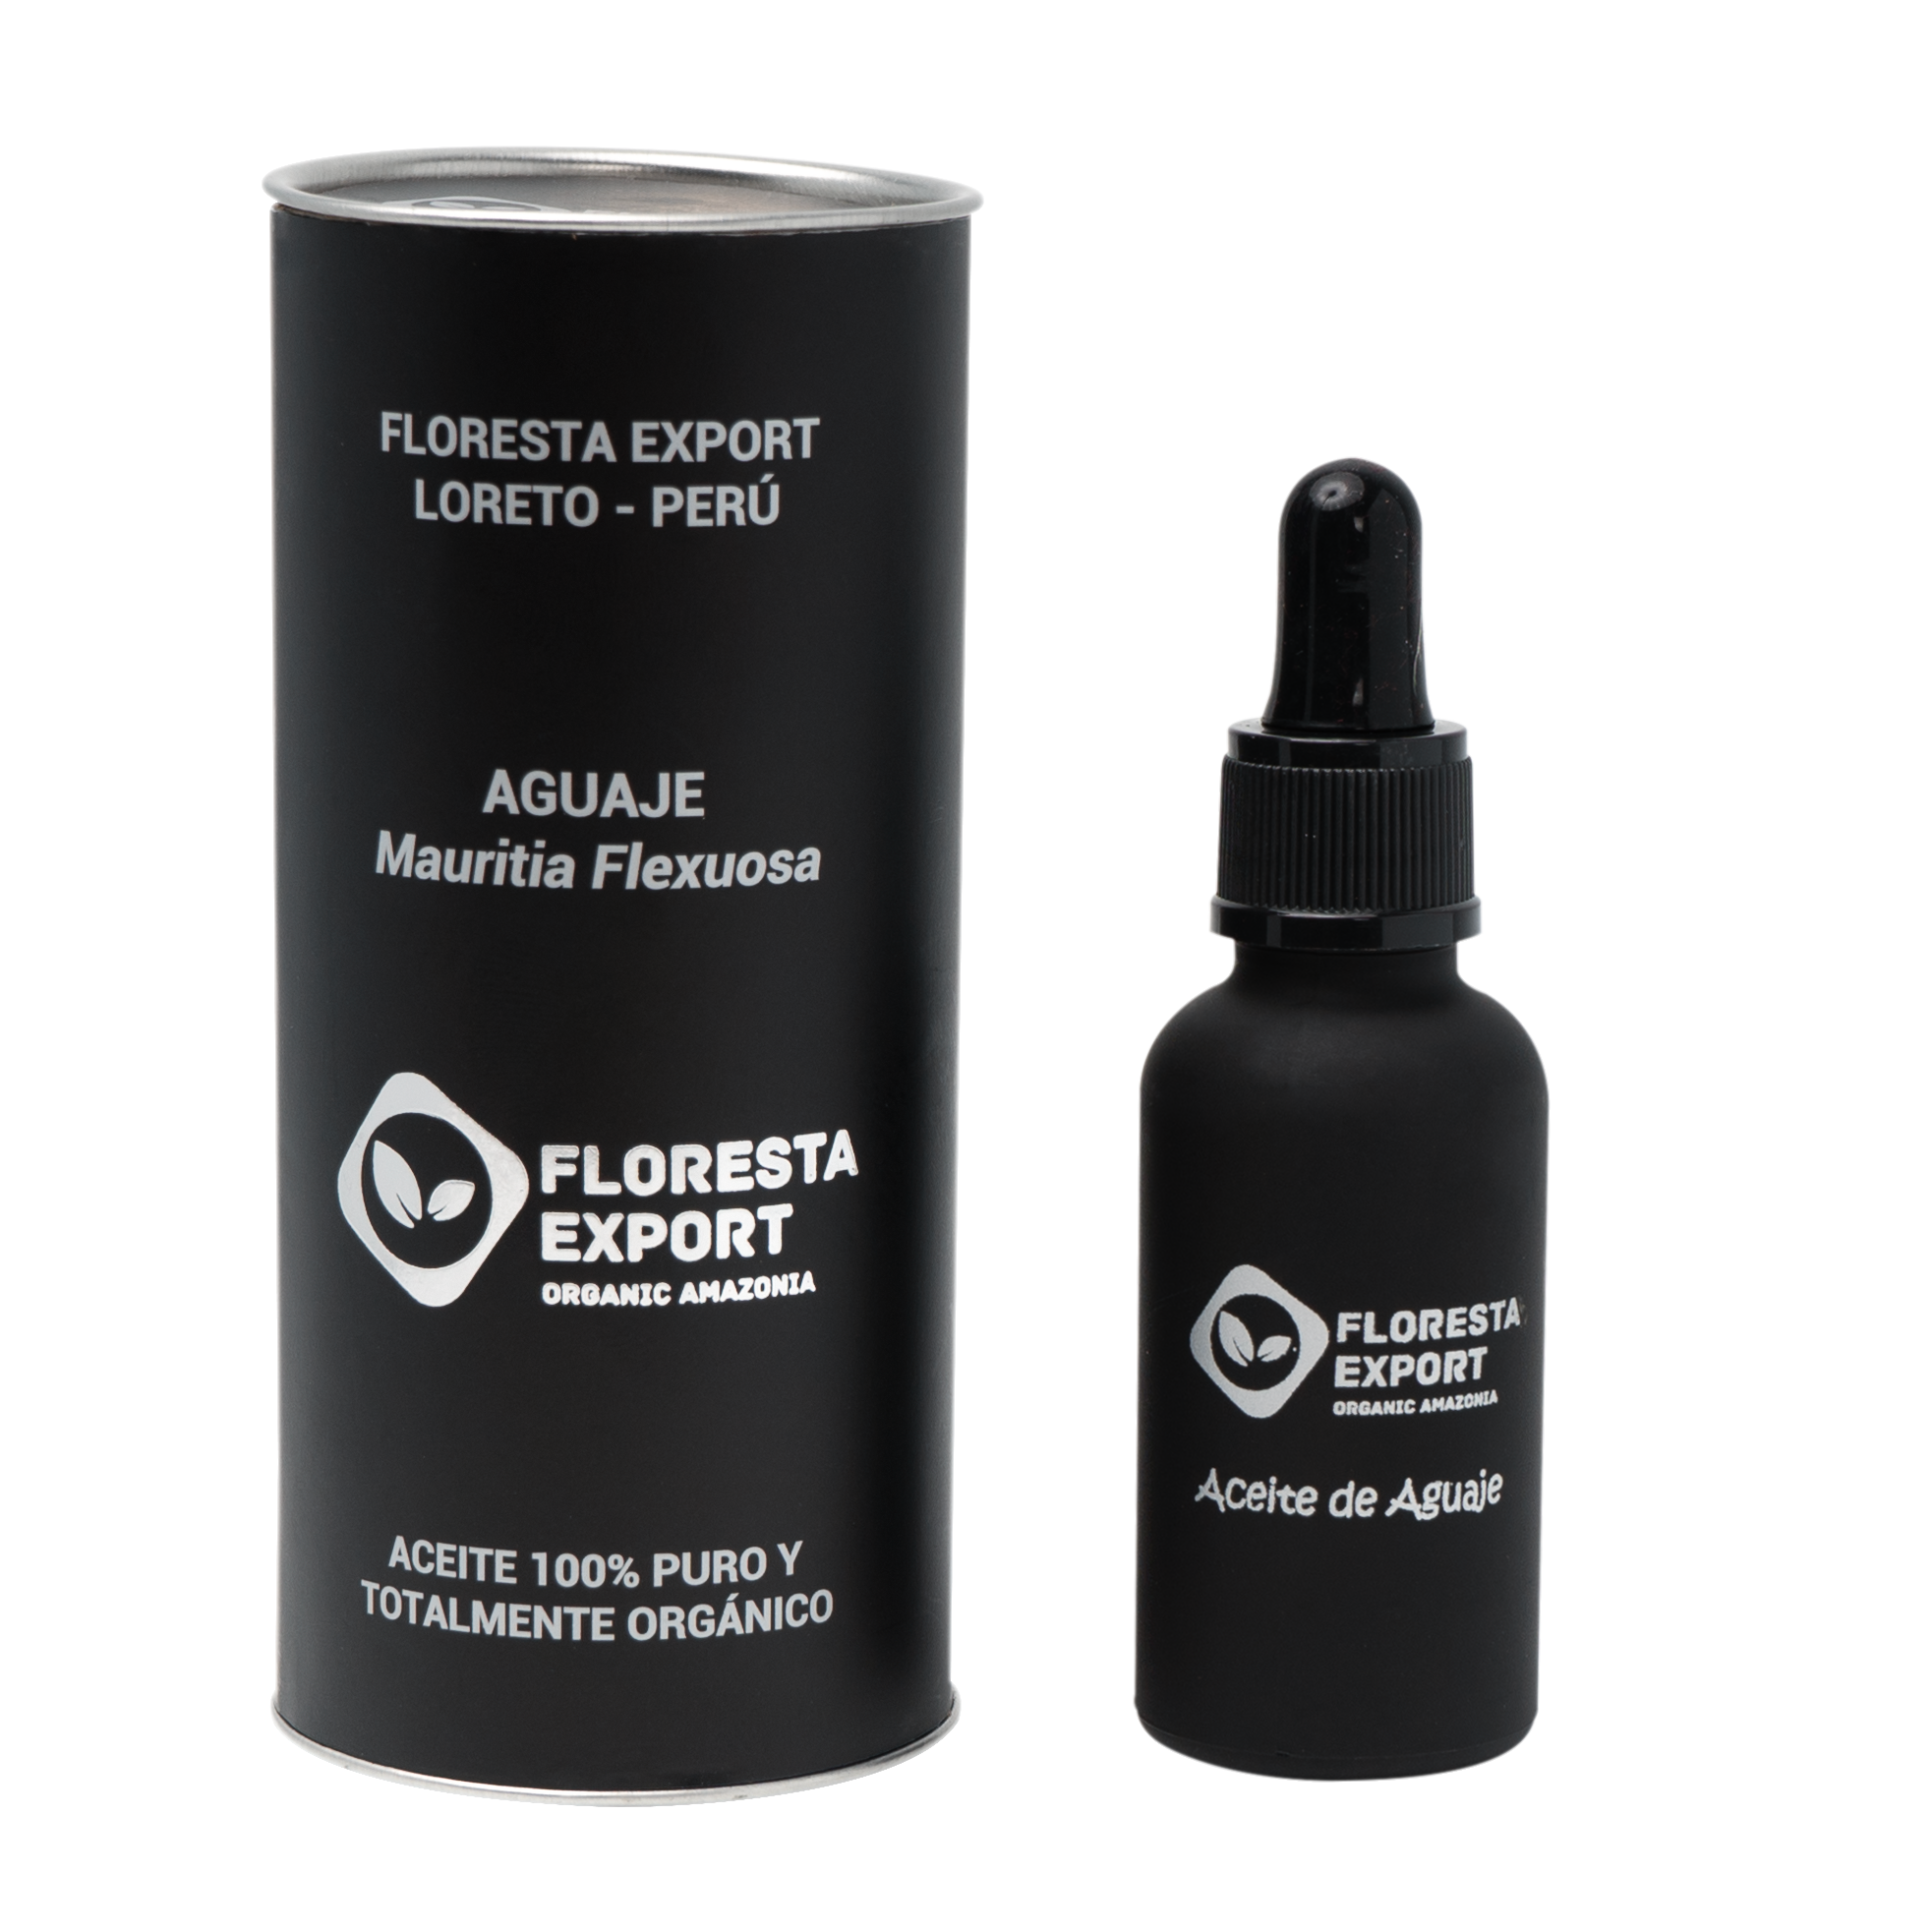 FLORESTA EXPORT
LORETO - PERÚ
AGUAJE
Mauritia Flexuosa
FLORESTA
EXPORT
ORGANIC AMAZONIA
ACEITE 100% PURO Y
TOTALMENTE ORGÁNICO
FLORESTA
EXPORT
ORGANIC AMAZONIA
Aceite de Aguaje